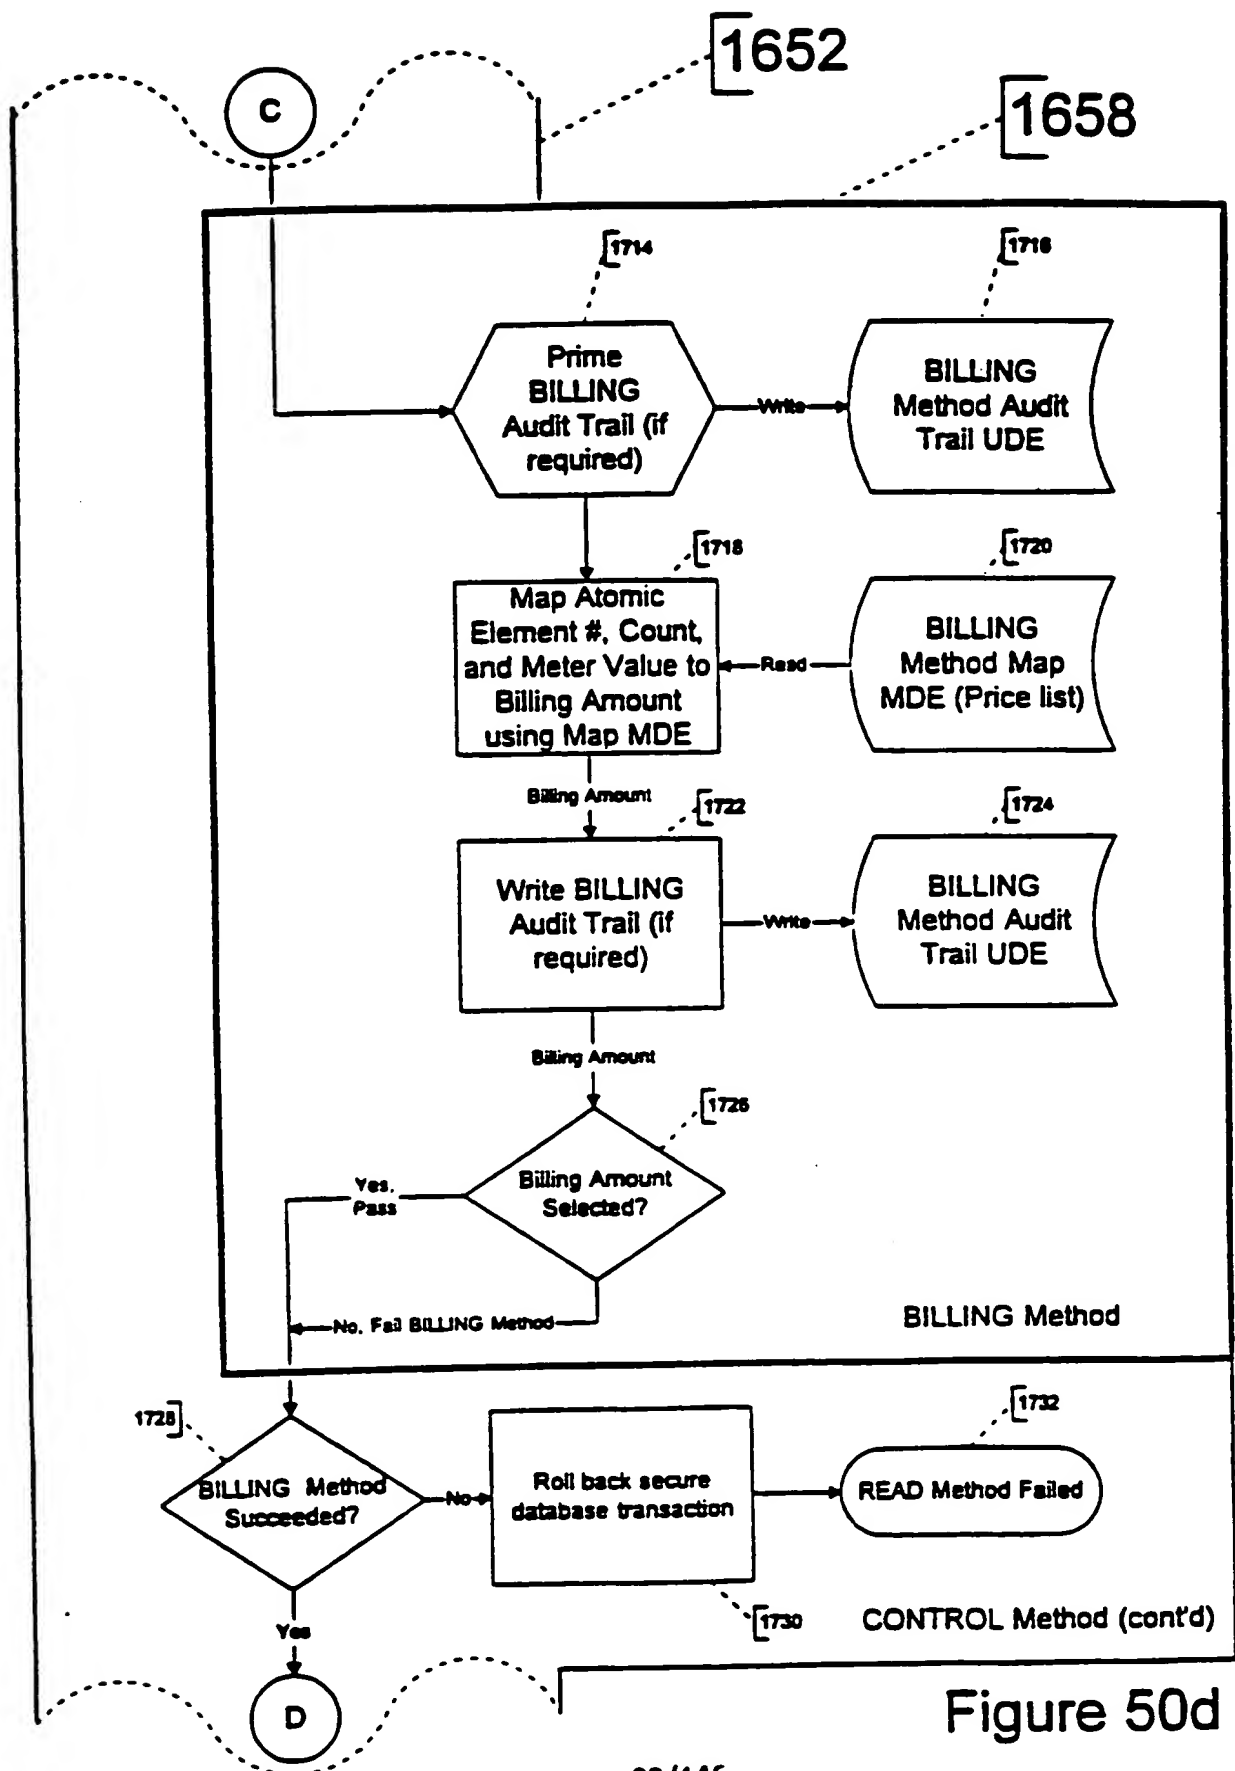 1652
1658
C
1714
1716
Prime
BILLING
Audit Trail (if
required)
Write
BILLING
Method Audit
Trail UDE
1718
1720
Map Atomic
Element #, Count,
and Meter Value to
Billing Amount
using Map MDE
Read
BILLING
Method Map
MDE (Price list)
Billing Amount
1722
1724
Write BILLING
Audit Trail (if
required)
Write
BILLING
Method Audit
Trail UDE
Billing Amount
1726
Billing Amount
Selected?
Yes,
Pass
No, Fail BILLING Method
BILLING Method
1728
1732
BILLING Method
Succeeded?
No
Roll back secure
database transaction
READ Method Failed
1730
CONTROL Method (cont'd)
Yes
D
Figure 50d